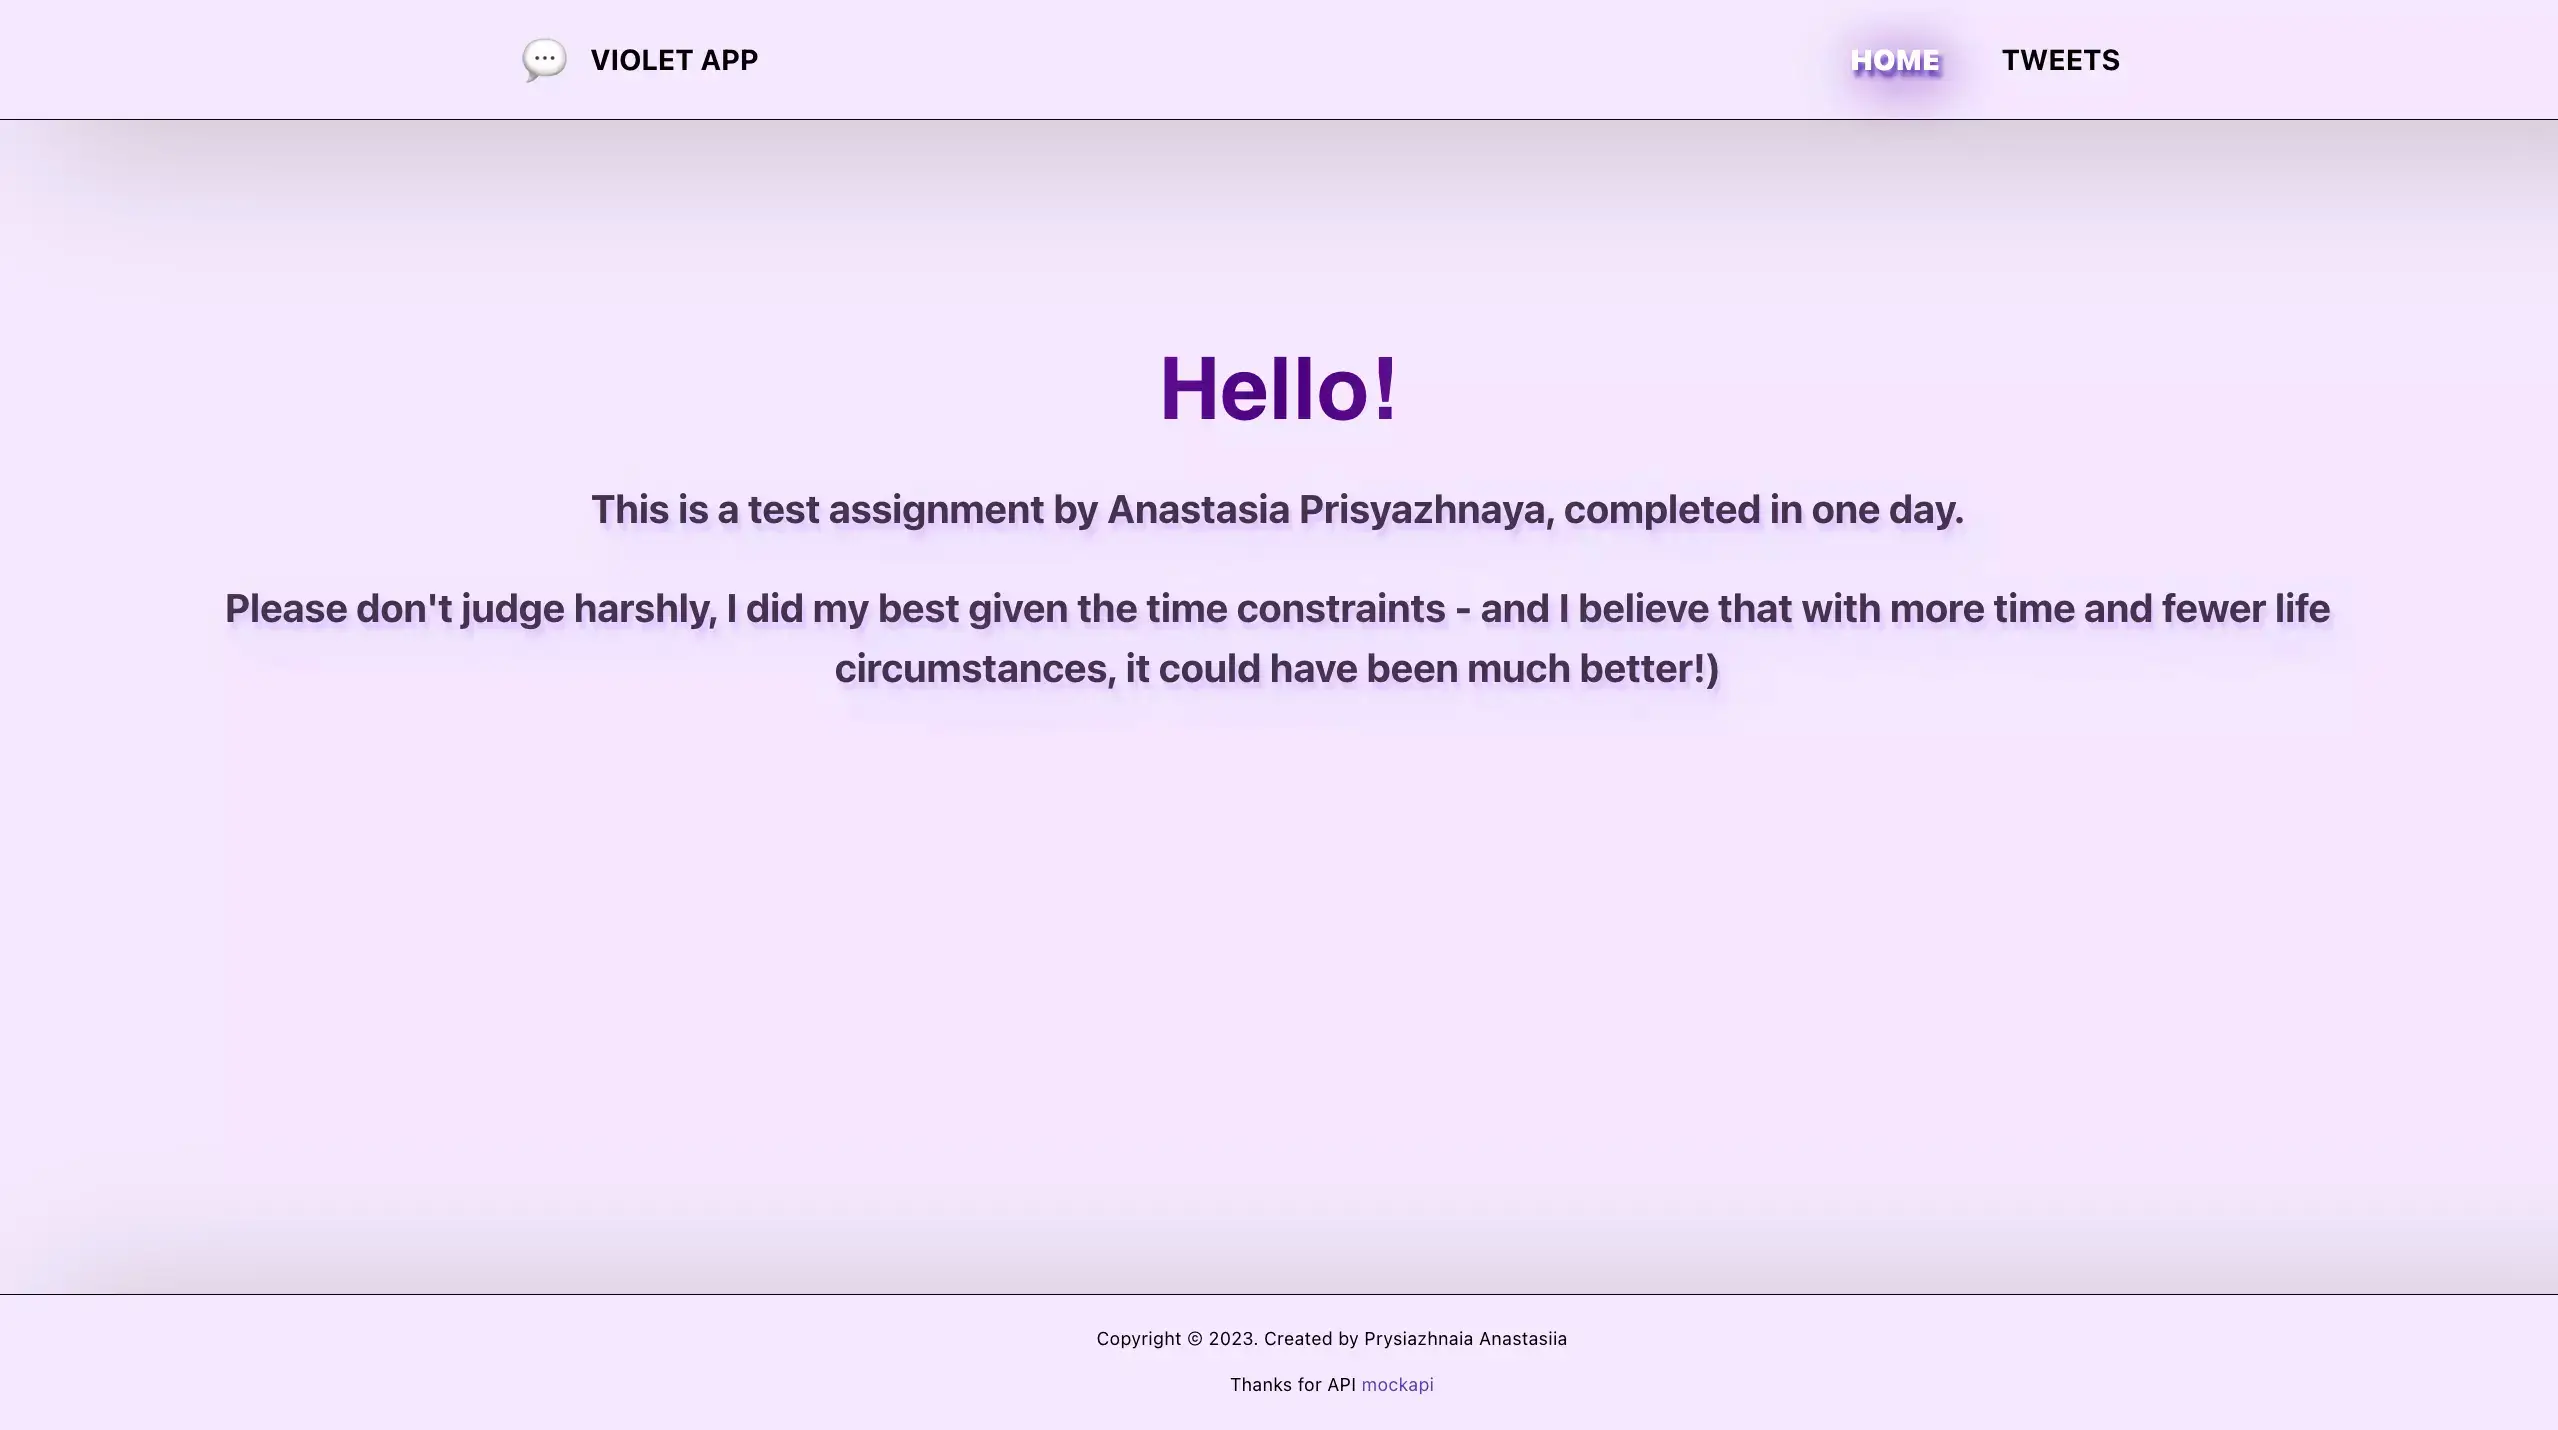 VIOLET APP
HOME
TWEETS
Hello!
This is a test assignment by Anastasia Prisyazhnaya, completed in one day.
Please don't judge harshly, I did my best given the time constraints - and I believe that with more time and fewer life
circumstances, it could have been much better!)
Copyright © 2023. Created by Prysiazhnaia Anastasiia
Thanks for API mockapi